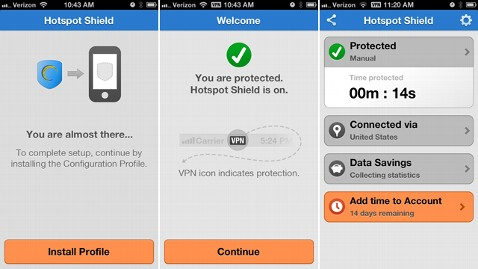 Verizon 10:43 AM
Hotspot Shield
You are almost there...
To complete setup, continue by
installing the Configuration Profile.
Install Profile
Verizon VPN 10:43 AM
Welcome
You are protected.
Hotspot Shield is on.
Carrier VPN 5:24 PM
VPN icon indicates protection.
Continue
Verizon VPN 11:20 AM
Hotspot Shield
Protected
Manual
Time protected
00m : 14s
Connected via
United States
Data Savings
Collecting statistics
Add time to Account
14 days remaining